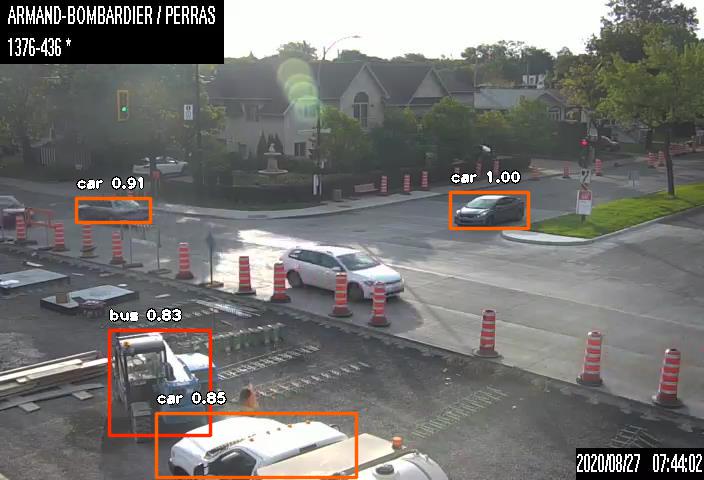 ARMAND-BOMBARDIER / PERRAS
1376-436 *
car 0.91
car 1.00
bus 0.83
car 0.85
2020/08/27 07:44:02